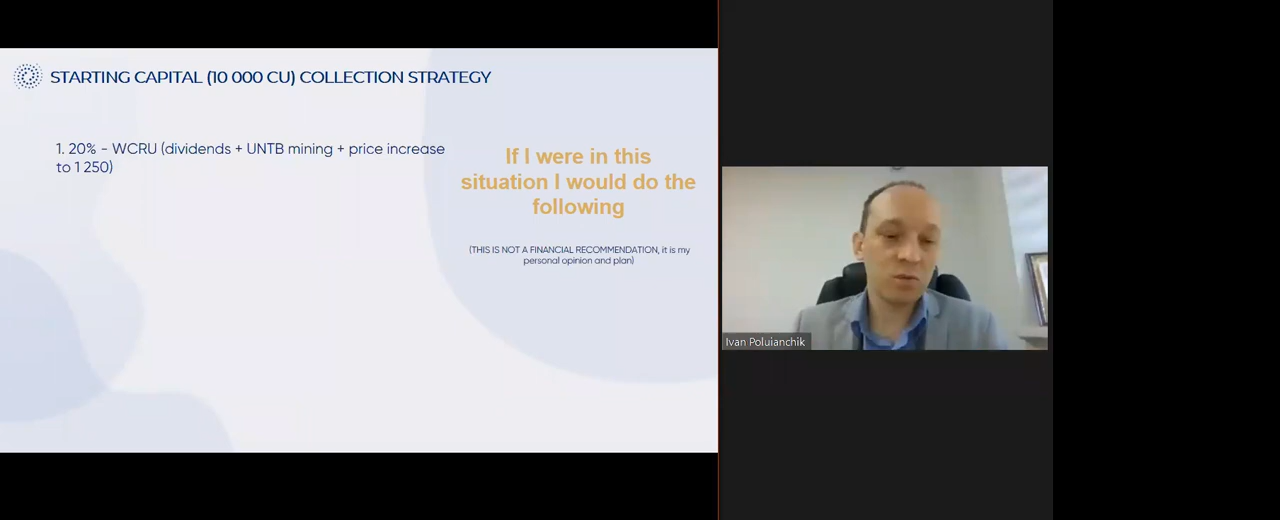 STARTING CAPITAL (10 000 CU) COLLECTION STRATEGY
1. 20% - WCRU (dividends + UNTB mining + price increase
to 1 250)
If I were in this
situation I would do the
following
(THIS IS NOT A FINANCIAL RECOMMENDATION, it is my
personal opinion and plan)
Ivan Poluianchik